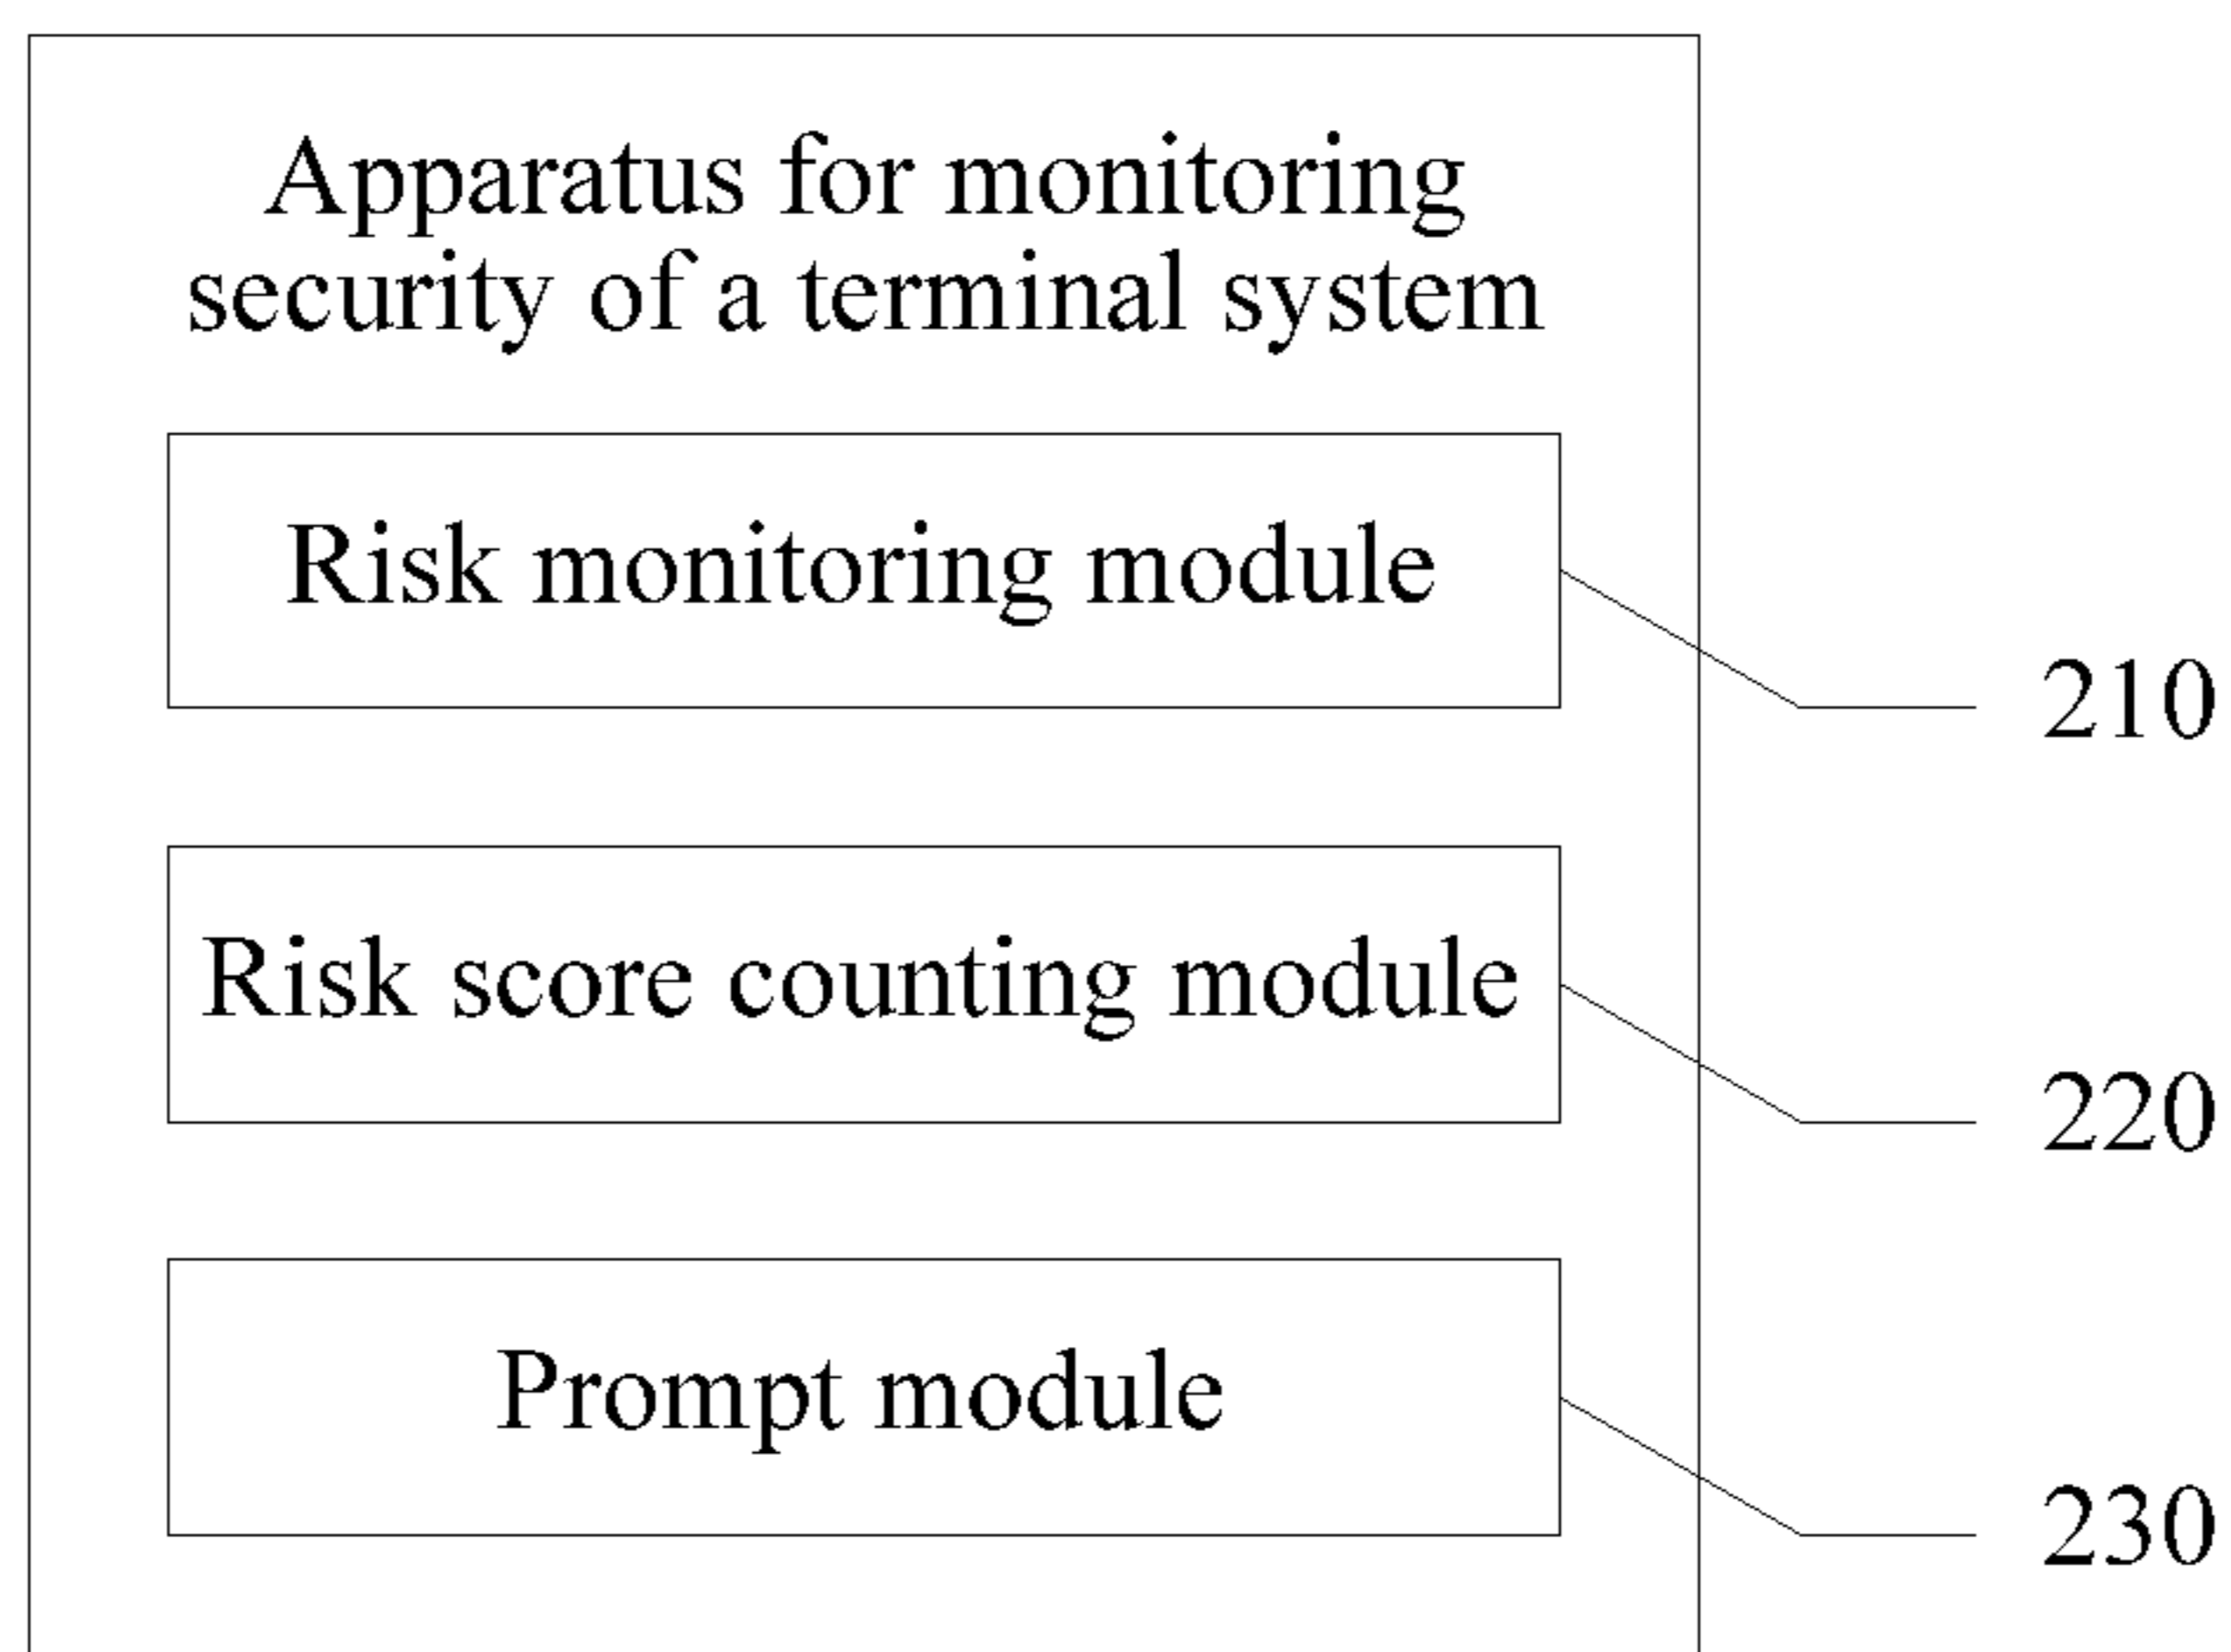 Apparatus for monitoring
security of a terminal system
Risk monitoring module
210
Risk score counting module
220
Prompt module
230